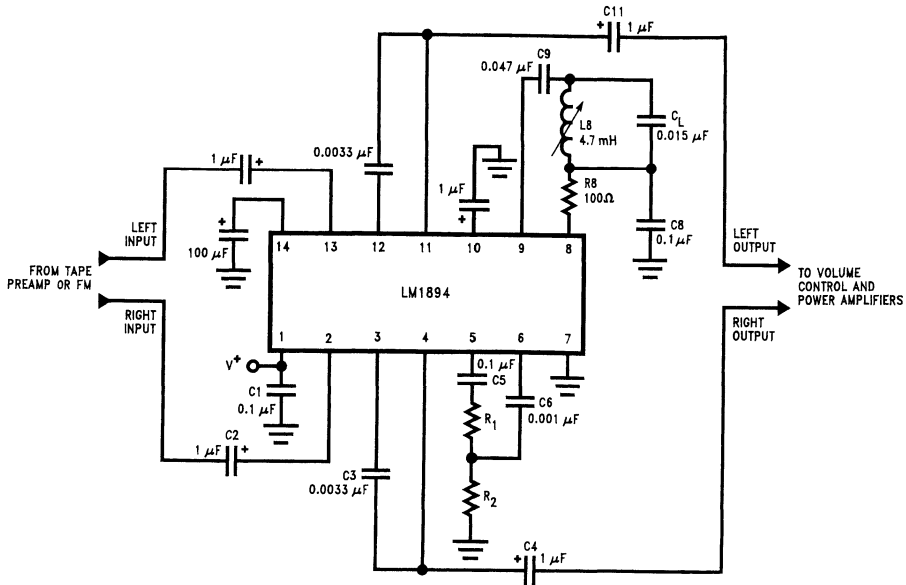 C11
1 μF
+
C9
0.047 μF
L8
4.7 mH
C_L
0.015 μF
1 μF
+
0.0033 μF
1 μF
+
R8
100Ω
C8
0.1 μF
+
100 μF
14
13
12
11
10
9
8
LEFT
INPUT
LEFT
OUTPUT
FROM TAPE
PREAMP OR FM
LM1894
TO VOLUME
CONTROL AND
POWER AMPLIFIERS
RIGHT
INPUT
RIGHT
OUTPUT
1
2
3
4
5
6
7
V+
C1
0.1 μF
0.1 μF
C5
C6
0.001 μF
R1
C2
1 μF
+
C3
0.0033 μF
R2
C4
+
1 μF